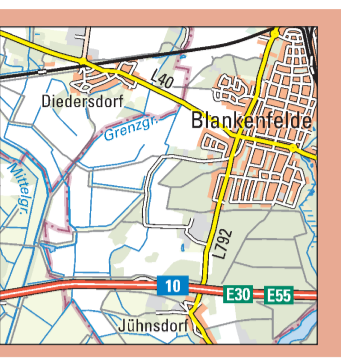 L40
Diedersdorf
Grenzgr.
Blankenfelde
Mittelgr.
L792
10
E30
E55
Jühnsdorf